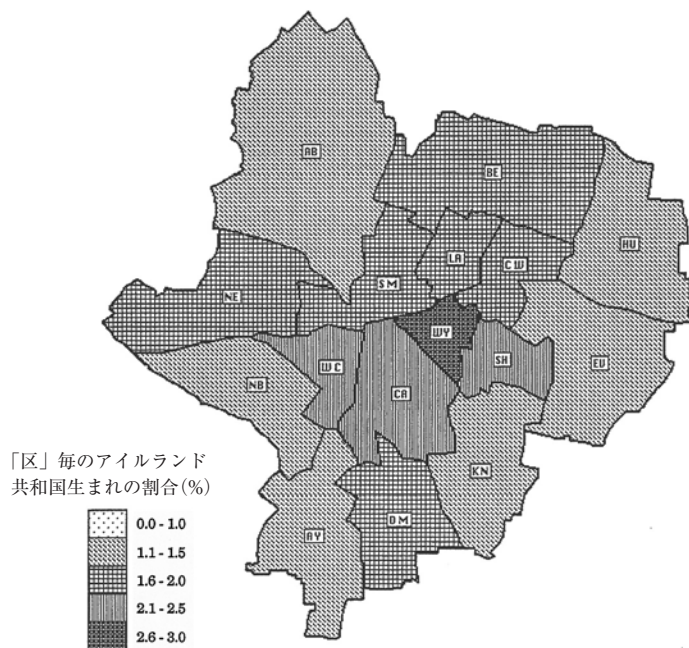 AB
BE
HU
LA
CW
SM
NE
WY
SH
EU
WC
NB
CA
KN
DM
AY
「区」毎のアイルランド
共和国生まれの割合(%)
0.0 - 1.0
1.1 - 1.5
1.6 - 2.0
2.1 - 2.5
2.6 - 3.0